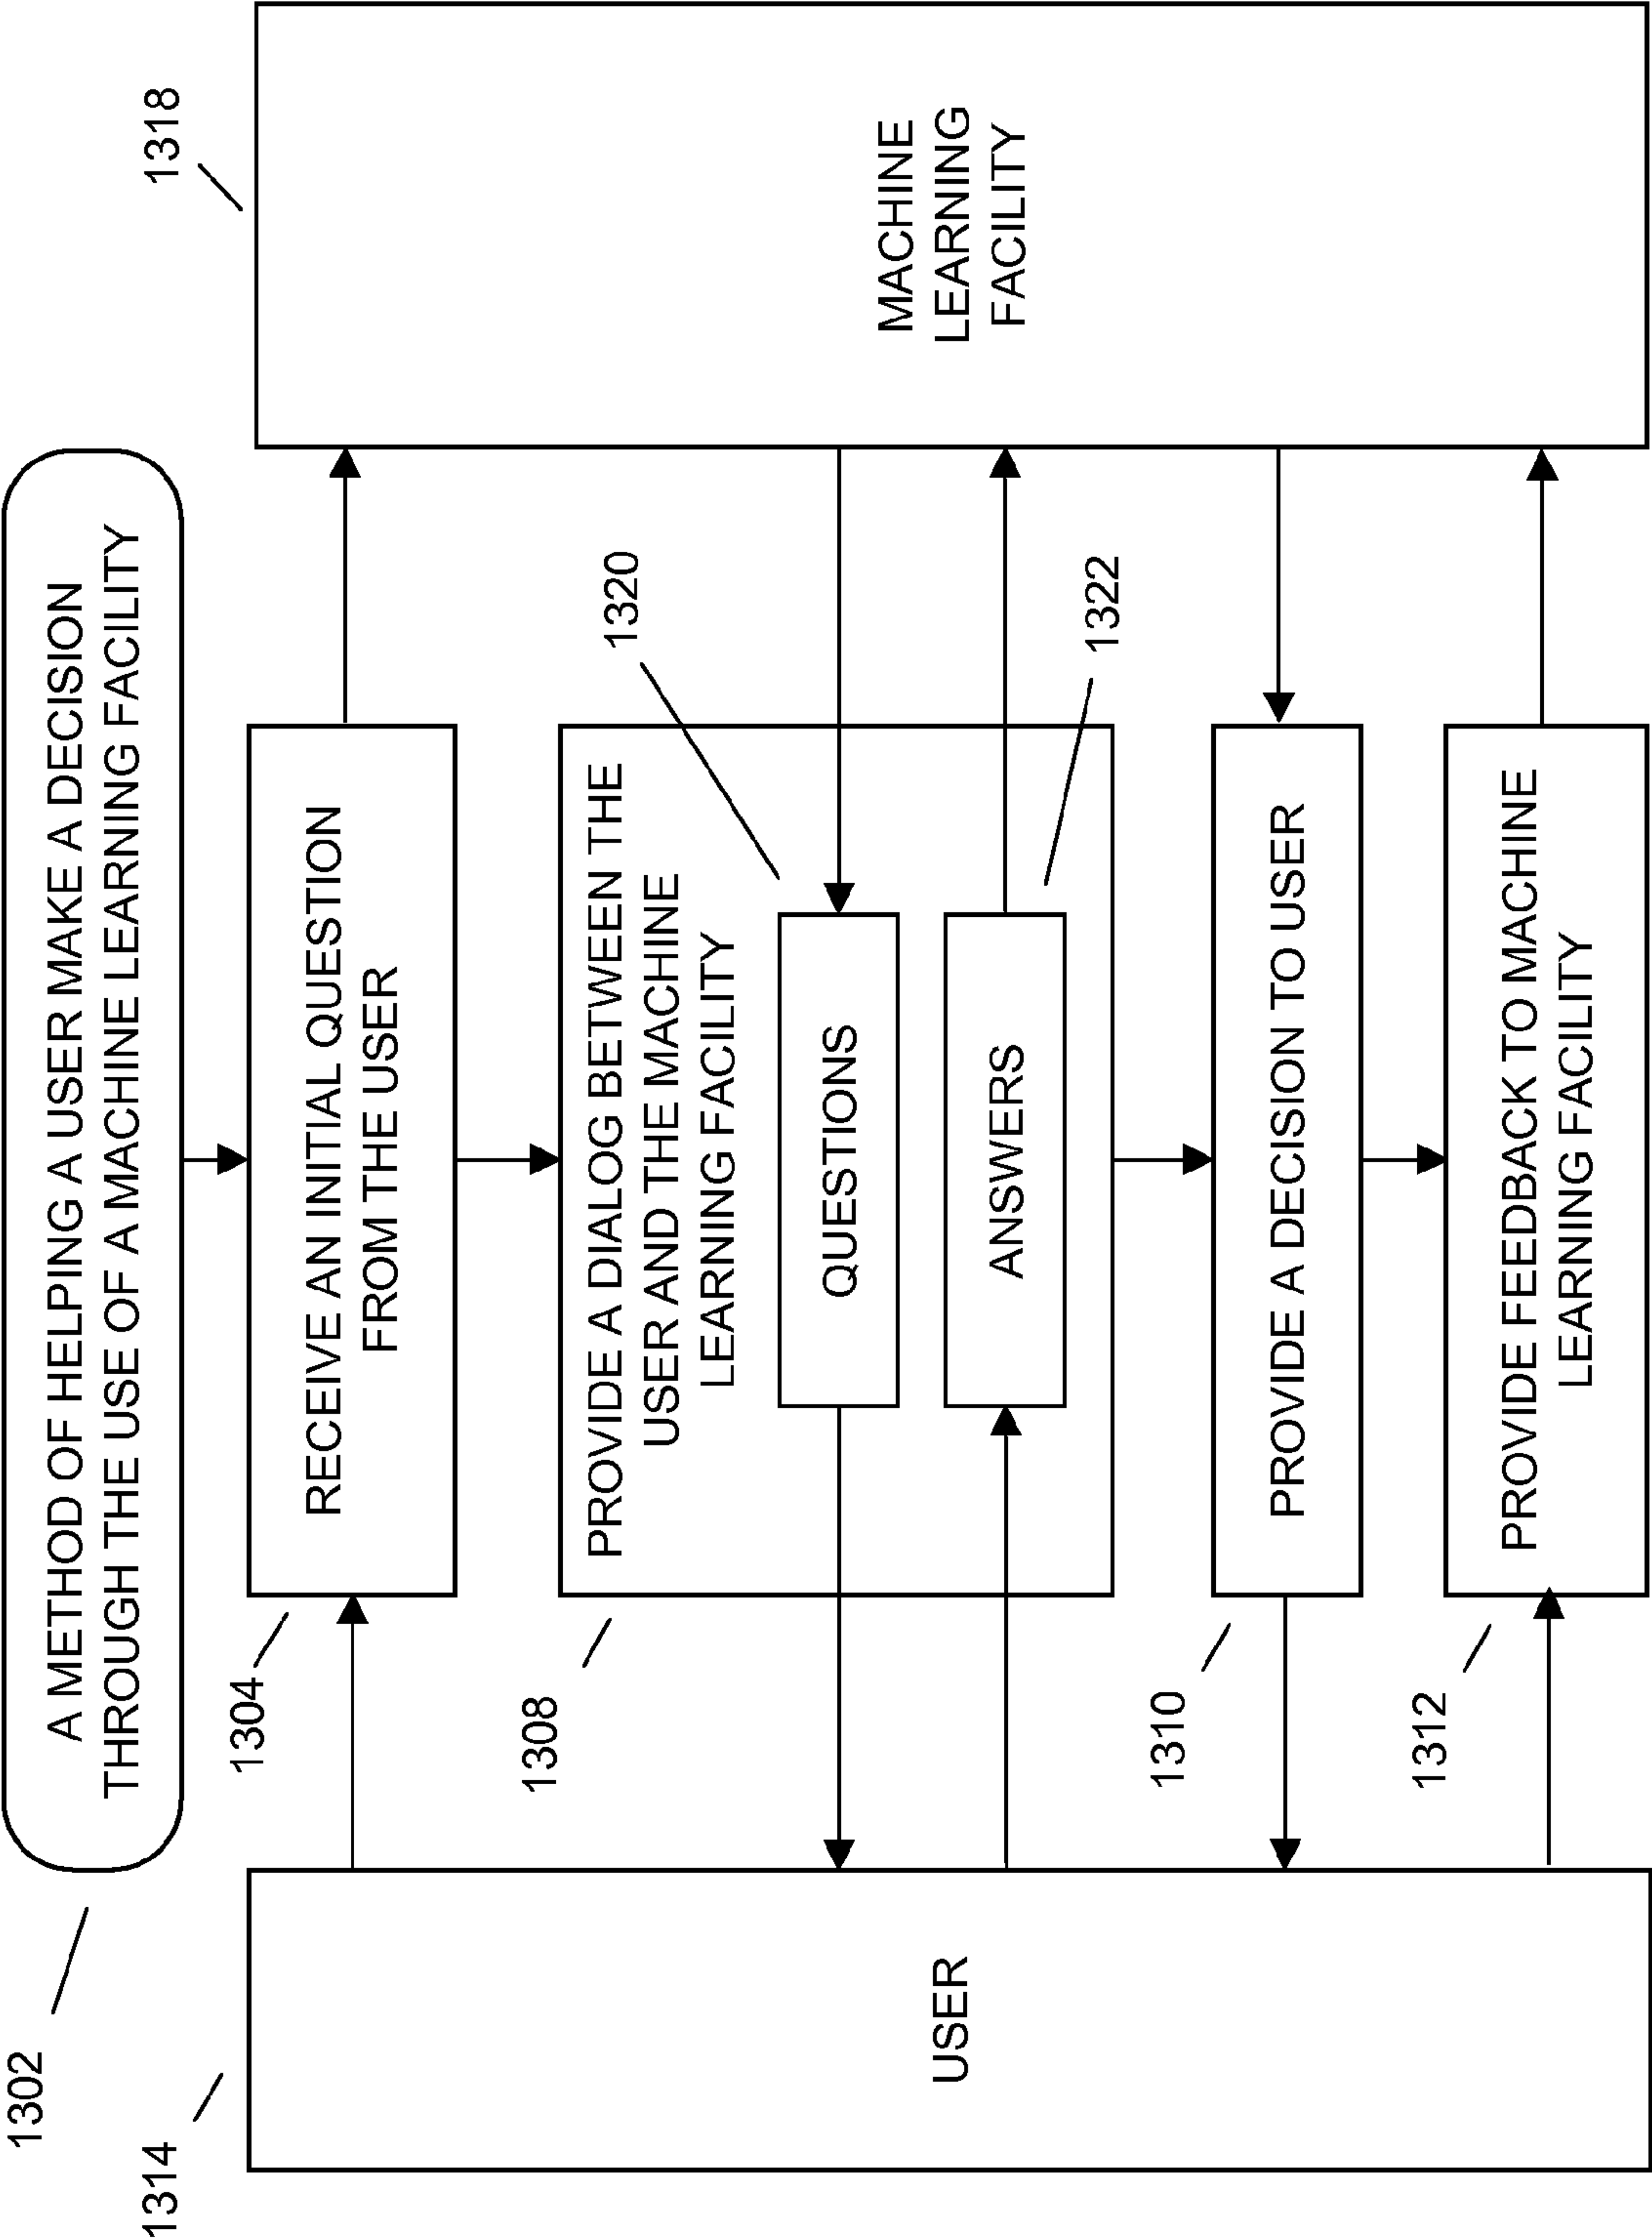 1302
A METHOD OF HELPING A USER MAKE A DECISION
THROUGH THE USE OF A MACHINE LEARNING FACILITY
1314
1318
1304
RECEIVE AN INITIAL QUESTION
FROM THE USER
1308
PROVIDE A DIALOG BETWEEN THE
USER AND THE MACHINE
LEARNING FACILITY
1320
QUESTIONS
ANSWERS
1322
USER
MACHINE
LEARNING
FACILITY
1310
PROVIDE A DECISION TO USER
1312
PROVIDE FEEDBACK TO MACHINE
LEARNING FACILITY